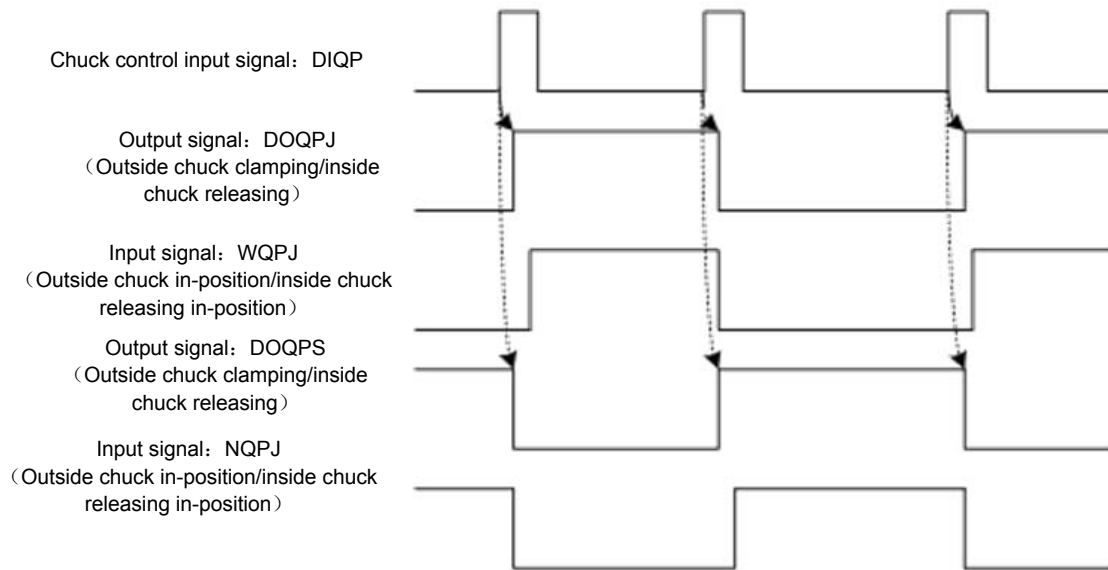 Chuck control input signal：DIQP
Output signal：DOQPJ
（Outside chuck clamping/inside
chuck releasing）
Input signal：WQPJ
（Outside chuck in-position/inside chuck
releasing in-position）
Output signal：DOQPS
（Outside chuck clamping/inside
chuck releasing）
Input signal：NQPJ
（Outside chuck in-position/inside chuck
releasing in-position）